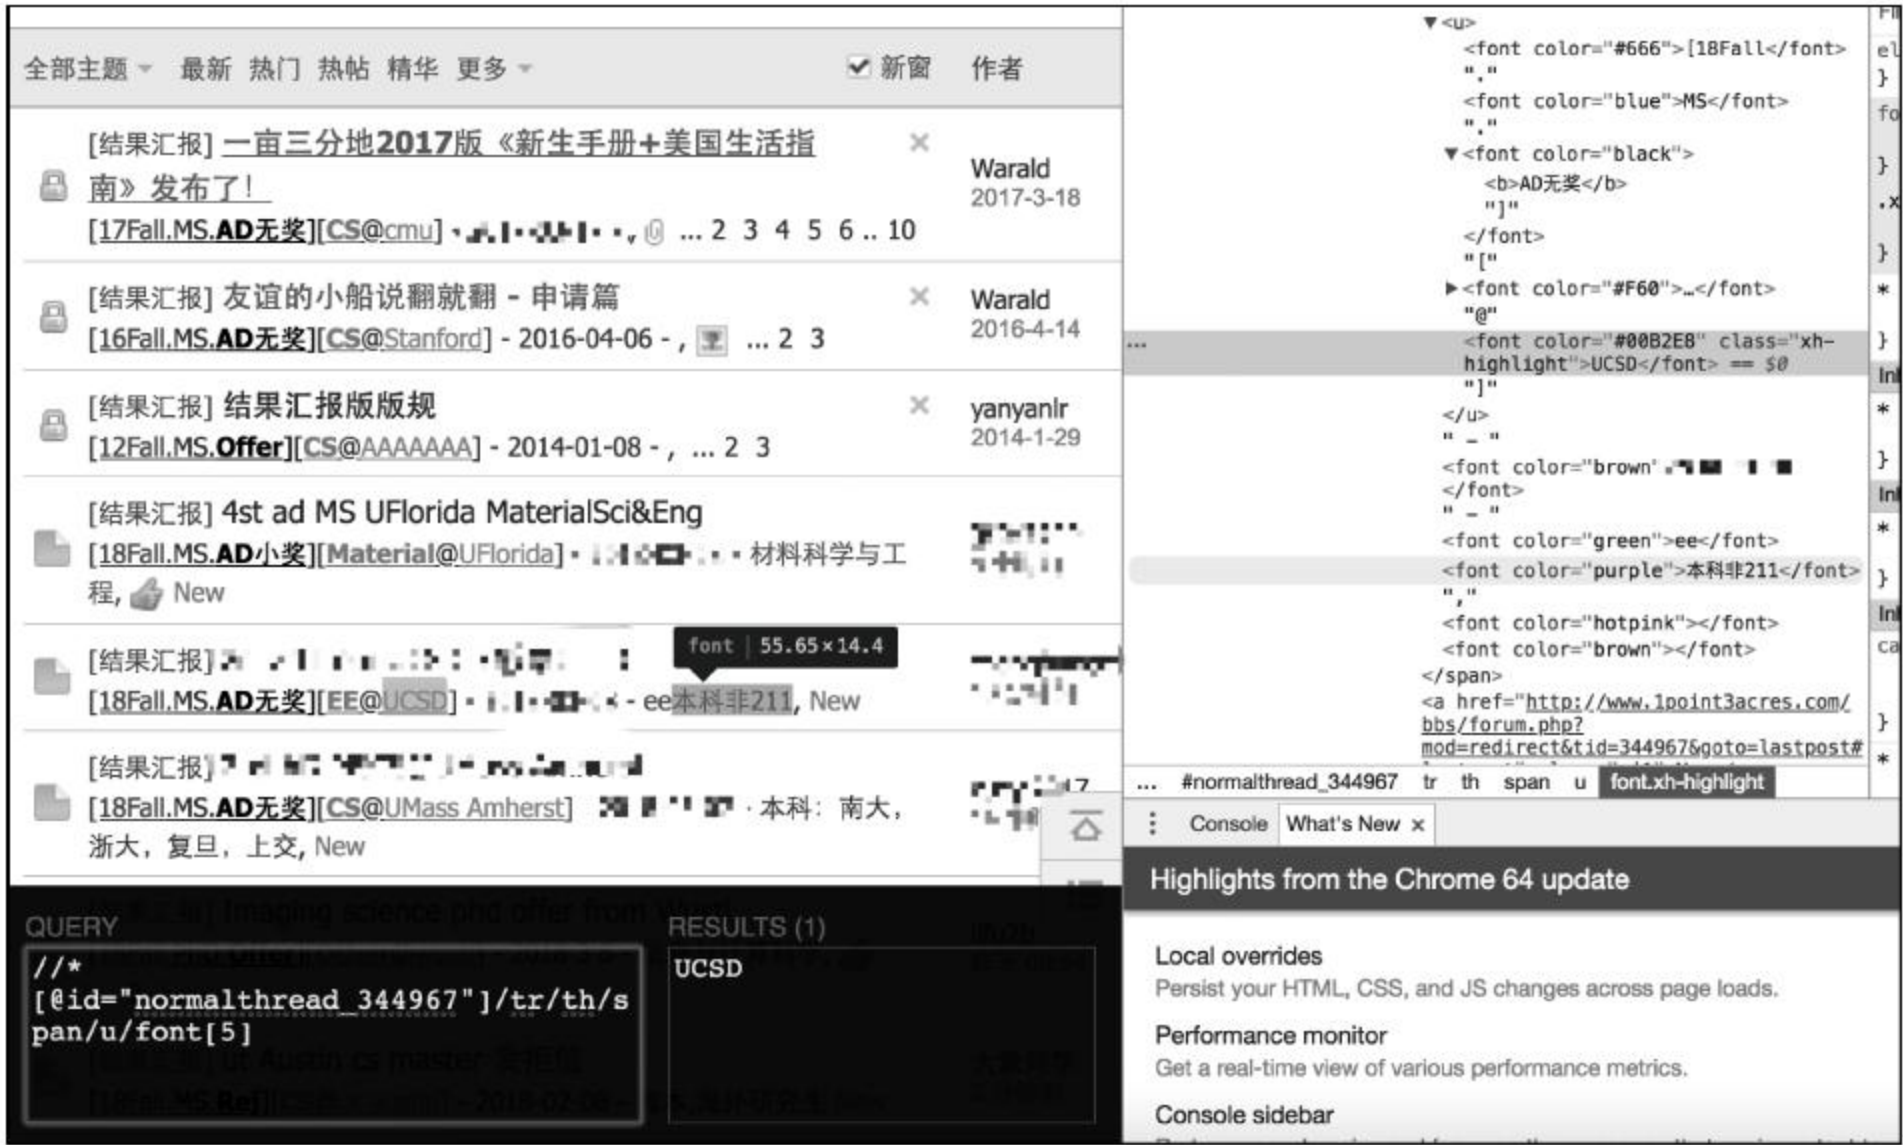 全部主题 最新 热门 热帖 精华 更多 新窗 作者
[结果汇报] 一亩三分地2017版《新生手册+美国生活指
南》发布了！
[17Fall.MS.AD无奖][CS@cmu] ... 2 3 4 5 6 .. 10
Warald
2017-3-18
[结果汇报] 友谊的小船说翻就翻 - 申请篇
[16Fall.MS.AD无奖][CS@Stanford] - 2016-04-06 - , ... 2 3
Warald
2016-4-14
[结果汇报] 结果汇报版版规
[12Fall.MS.Offer][CS@AAAAAAA] - 2014-01-08 - , ... 2 3
yanyanlr
2014-1-29
[结果汇报] 4st ad MS UFlorida MaterialSci&Eng
[18Fall.MS.AD小奖][Material@UFlorida] 材料科学与工
程, New
font | 55.65×14.4
[结果汇报]
[18Fall.MS.AD无奖][EE@UCSD] - ee本科非211, New
[结果汇报]
[18Fall.MS.AD无奖][CS@UMass Amherst] 本科：南大，
浙大，复旦，上交, New
QUERY
//*
[@id="normalthread_344967"]/tr/th/s
pan/u/font[5]
RESULTS (1)
UCSD
▼<u>
<font color="#666">[18Fall</font>
"."
<font color="blue">MS</font>
"."
▼<font color="black">
<b>AD无奖</b>
"]"
</font>
"["
▶<font color="#F60">…</font>
"@"
... <font color="#00B2E8" class="xh-
highlight">UCSD</font> == $0
"]"
</u>
" – "
<font color="brown"
</font>
" – "
<font color="green">ee</font>
<font color="purple">本科非211</font>
","
<font color="hotpink"></font>
<font color="brown"></font>
</span>
<a href="http://www.1point3acres.com/
bbs/forum.php?
mod=redirect&tid=344967&goto=lastpost#
... #normalthread_344967 tr th span u font.xh-highlight
Console What's New ×
Highlights from the Chrome 64 update
Local overrides
Persist your HTML, CSS, and JS changes across page loads.
Performance monitor
Get a real-time view of various performance metrics.
Console sidebar